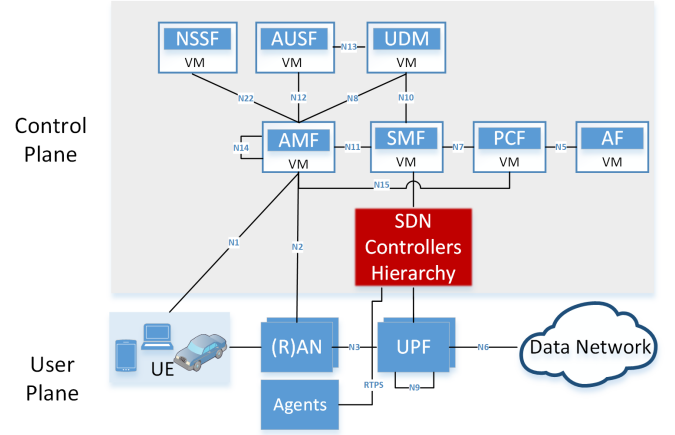 NSSF
VM
AUSF
VM
N13
UDM
VM
N22
N12
N8
N10
Control
Plane
AMF
VM
N14
N11
SMF
VM
N7
PCF
VM
N5
AF
VM
N15
SDN
Controllers
Hierarchy
N1
N2
User
Plane
UE
(R)AN
N3
UPF
N6
Data Network
RTPS
N9
Agents